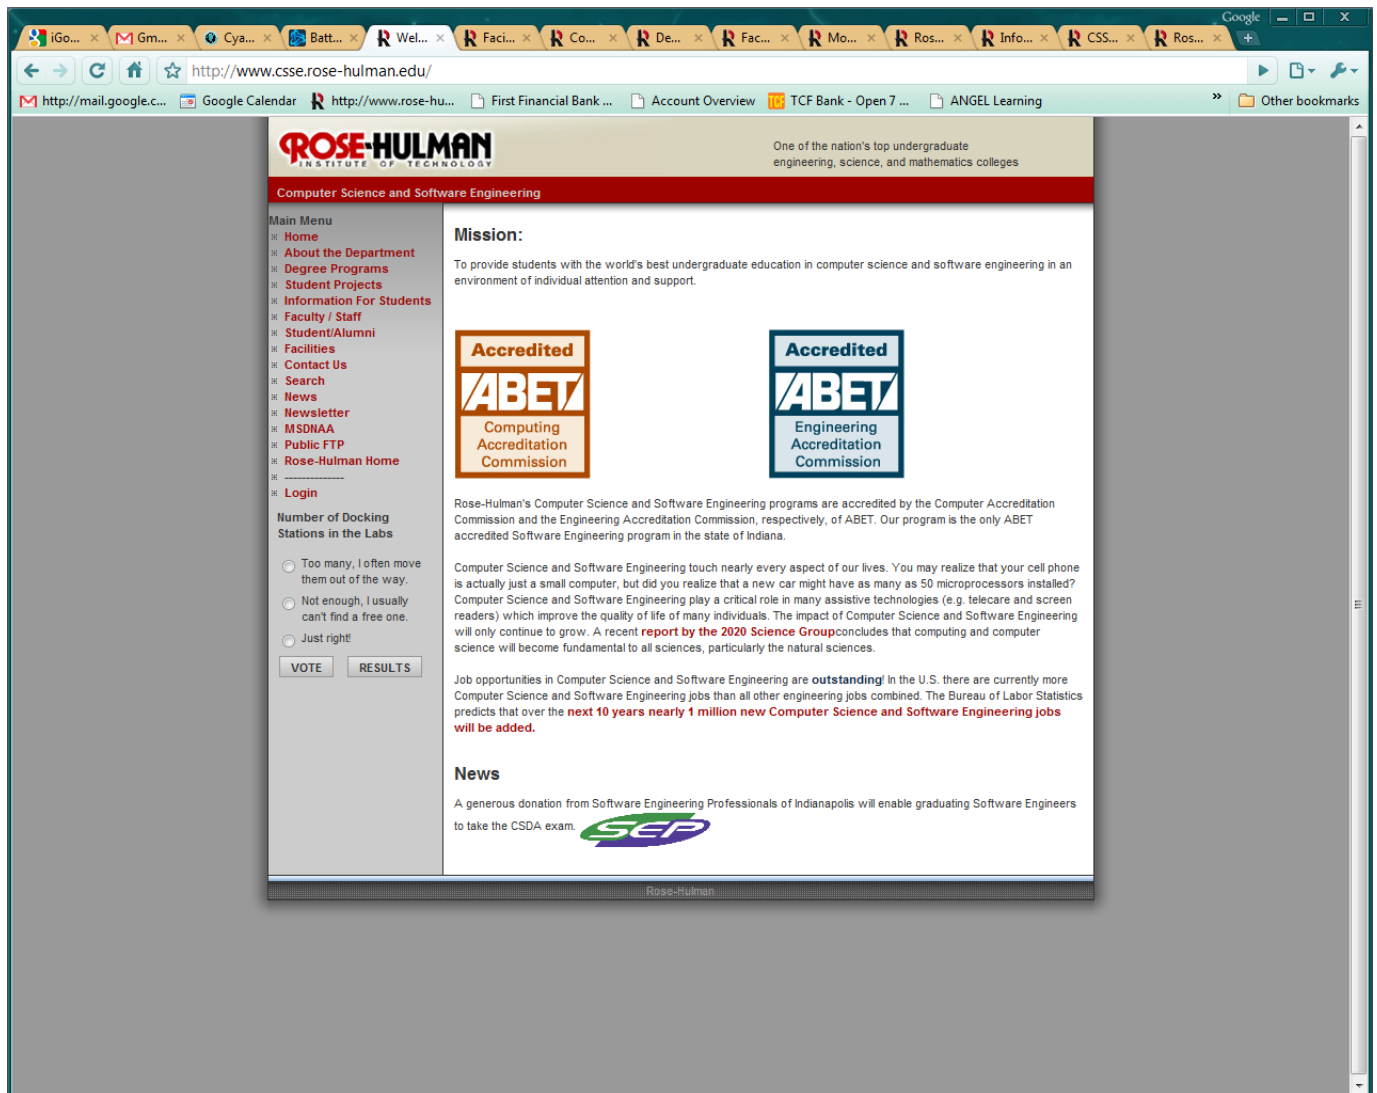 Google
iGo...
Gm...
Cya...
Batt...
Wel...
Faci...
Co...
De...
Fac...
Mo...
Ros...
Info...
CSS...
Ros...
http://www.csse.rose-hulman.edu/
http://mail.google.c...
Google Calendar
http://www.rose-hu...
First Financial Bank ...
Account Overview
TCF Bank - Open 7 ...
ANGEL Learning
»
Other bookmarks
ROSE-HULMAN
INSTITUTE OF TECHNOLOGY
One of the nation's top undergraduate
engineering, science, and mathematics colleges
Computer Science and Software Engineering
Main Menu
Home
About the Department
Degree Programs
Student Projects
Information For Students
Faculty / Staff
Student/Alumni
Facilities
Contact Us
Search
News
Newsletter
MSDNAA
Public FTP
Rose-Hulman Home
--------------
Login
Number of Docking
Stations in the Labs
Too many, I often move
them out of the way.
Not enough, I usually
can't find a free one.
Just right!
VOTE
RESULTS
Mission:
To provide students with the world's best undergraduate education in computer science and software engineering in an
environment of individual attention and support.
Accredited
ABET
Computing
Accreditation
Commission
Accredited
ABET
Engineering
Accreditation
Commission
Rose-Hulman's Computer Science and Software Engineering programs are accredited by the Computer Accreditation
Commission and the Engineering Accreditation Commission, respectively, of ABET. Our program is the only ABET
accredited Software Engineering program in the state of Indiana.
Computer Science and Software Engineering touch nearly every aspect of our lives. You may realize that your cell phone
is actually just a small computer, but did you realize that a new car might have as many as 50 microprocessors installed?
Computer Science and Software Engineering play a critical role in many assistive technologies (e.g. telecare and screen
readers) which improve the quality of life of many individuals. The impact of Computer Science and Software Engineering
will only continue to grow. A recent report by the 2020 Science Groupconcludes that computing and computer
science will become fundamental to all sciences, particularly the natural sciences.
Job opportunities in Computer Science and Software Engineering are outstanding! In the U.S. there are currently more
Computer Science and Software Engineering jobs than all other engineering jobs combined. The Bureau of Labor Statistics
predicts that over the next 10 years nearly 1 million new Computer Science and Software Engineering jobs
will be added.
News
A generous donation from Software Engineering Professionals of Indianapolis will enable graduating Software Engineers
to take the CSDA exam. SEP
Rose-Hulman